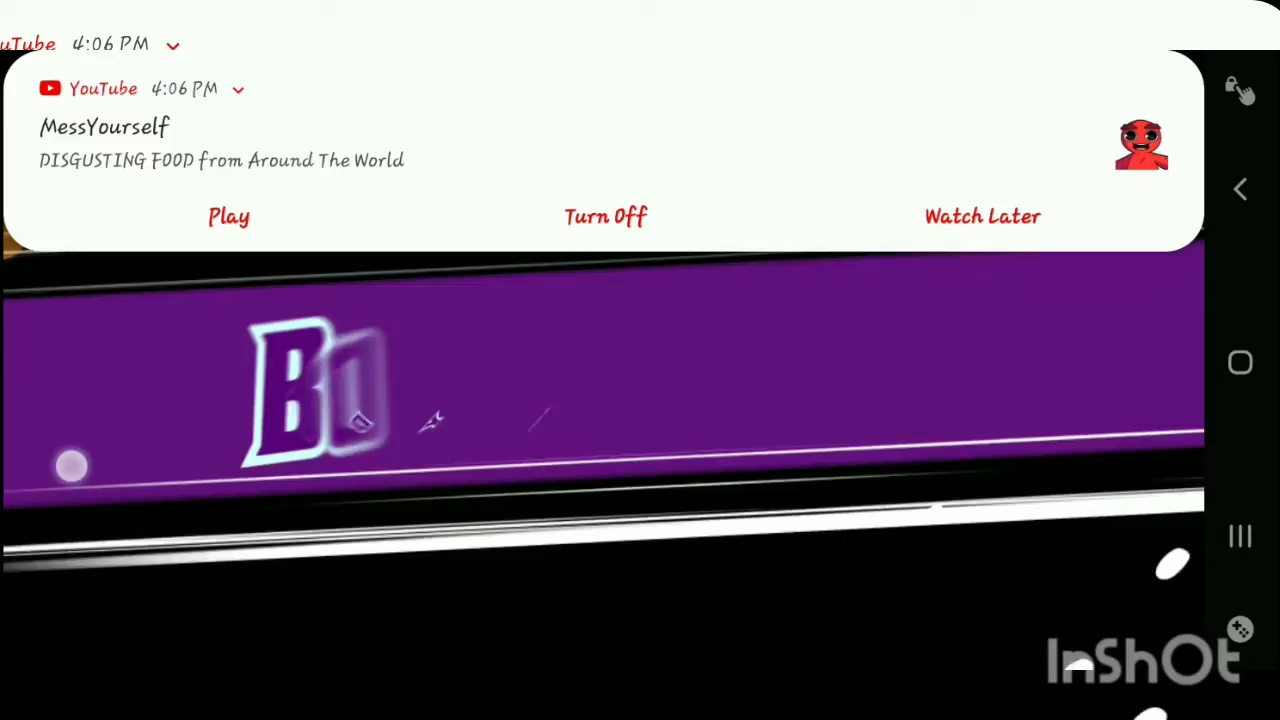 uTube 4:06 PM
YouTube 4:06 PM
MessYourself
DISGUSTING FOOD from Around The World
Play Turn Off Watch Later
B
InShOt